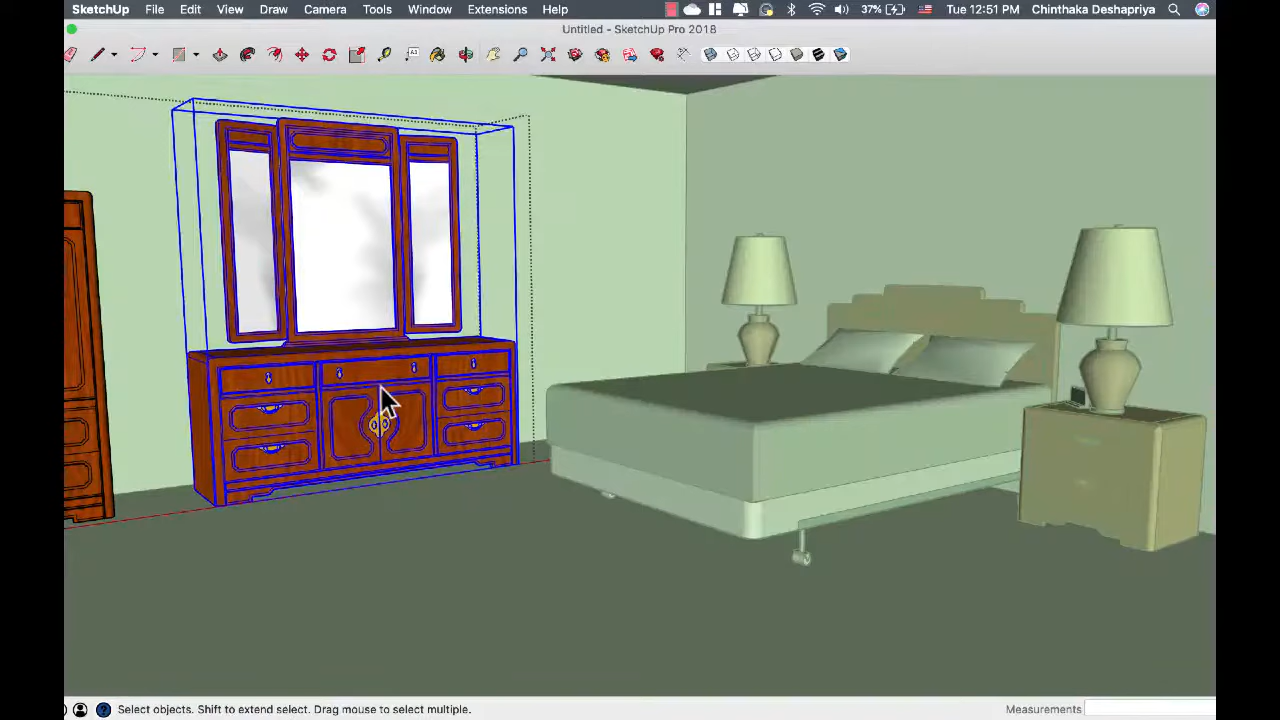 SketchUp File Edit View Draw Camera Tools Window Extensions Help 37% Tue 12:51 PM Chinthaka Deshapriya
Untitled - SketchUp Pro 2018
Select objects. Shift to extend select. Drag mouse to select multiple. Measurements